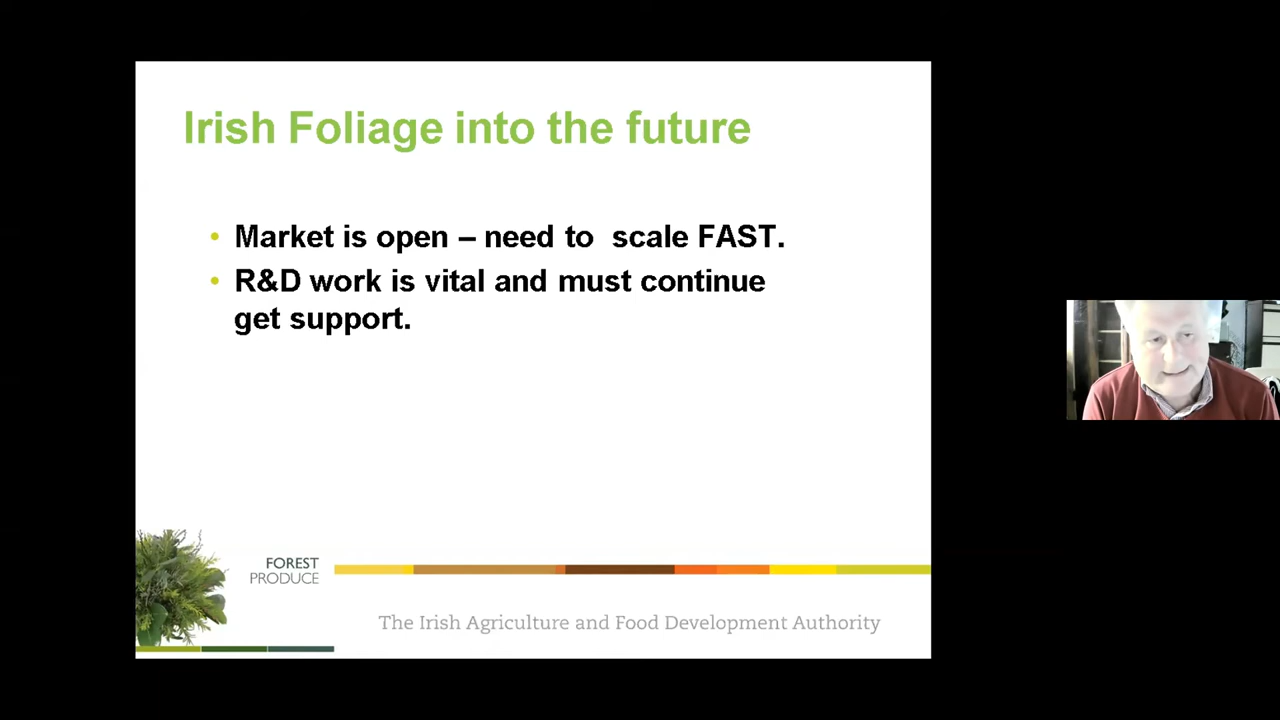 Irish Foliage into the future
• Market is open – need to  scale FAST.
• R&D work is vital and must continue
get support.
FOREST
PRODUCE
The Irish Agriculture and Food Development Authority